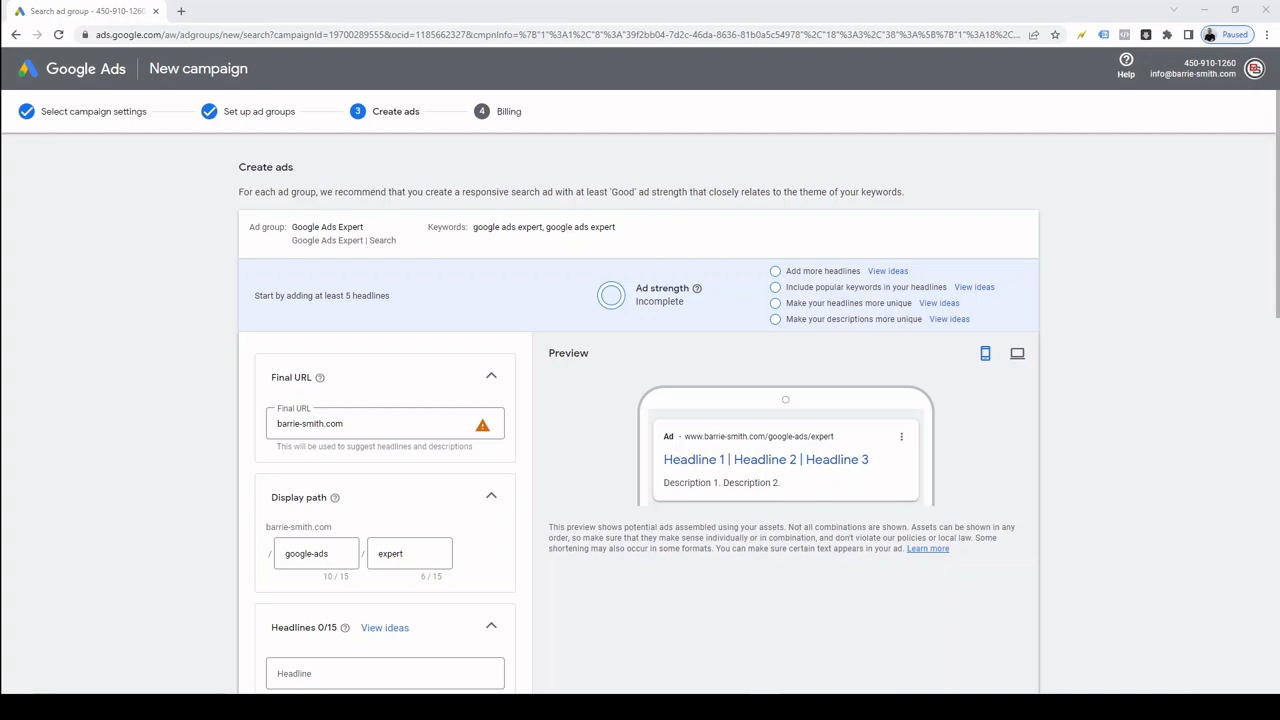 Search ad group - 450-910-1260
ads.google.com/aw/adgroups/new/search?campaignId=19700289555&ocid=1185662327&cmpnInfo=%7B"1"%3A1%2C"8"%3A"39f2bb04-7d2c-46da-8636-81b0a5c54978"%2C"18"%3A3%2C"38"%3A%5B"1"%3A18%2C...
Paused
Google Ads
New campaign
Help
450-910-1260
info@barrie-smith.com
Select campaign settings
Set up ad groups
3
Create ads
4
Billing
Create ads
For each ad group, we recommend that you create a responsive search ad with at least 'Good' ad strength that closely relates to the theme of your keywords.
Ad group: Google Ads Expert
Google Ads Expert | Search
Keywords: google ads expert, google ads expert
Start by adding at least 5 headlines
Ad strength
Incomplete
Add more headlines View ideas
Include popular keywords in your headlines View ideas
Make your headlines more unique View ideas
Make your descriptions more unique View ideas
Final URL
Final URL
barrie-smith.com
This will be used to suggest headlines and descriptions
Display path
barrie-smith.com
/ google-ads / expert
10 / 15 6 / 15
Headlines 0/15 View ideas
Headline
Preview
Ad · www.barrie-smith.com/google-ads/expert
Headline 1 | Headline 2 | Headline 3
Description 1. Description 2.
This preview shows potential ads assembled using your assets. Not all combinations are shown. Assets can be shown in any
order, so make sure that they make sense individually or in combination, and don't violate our policies or local law. Some
shortening may also occur in some formats. You can make sure certain text appears in your ad. Learn more